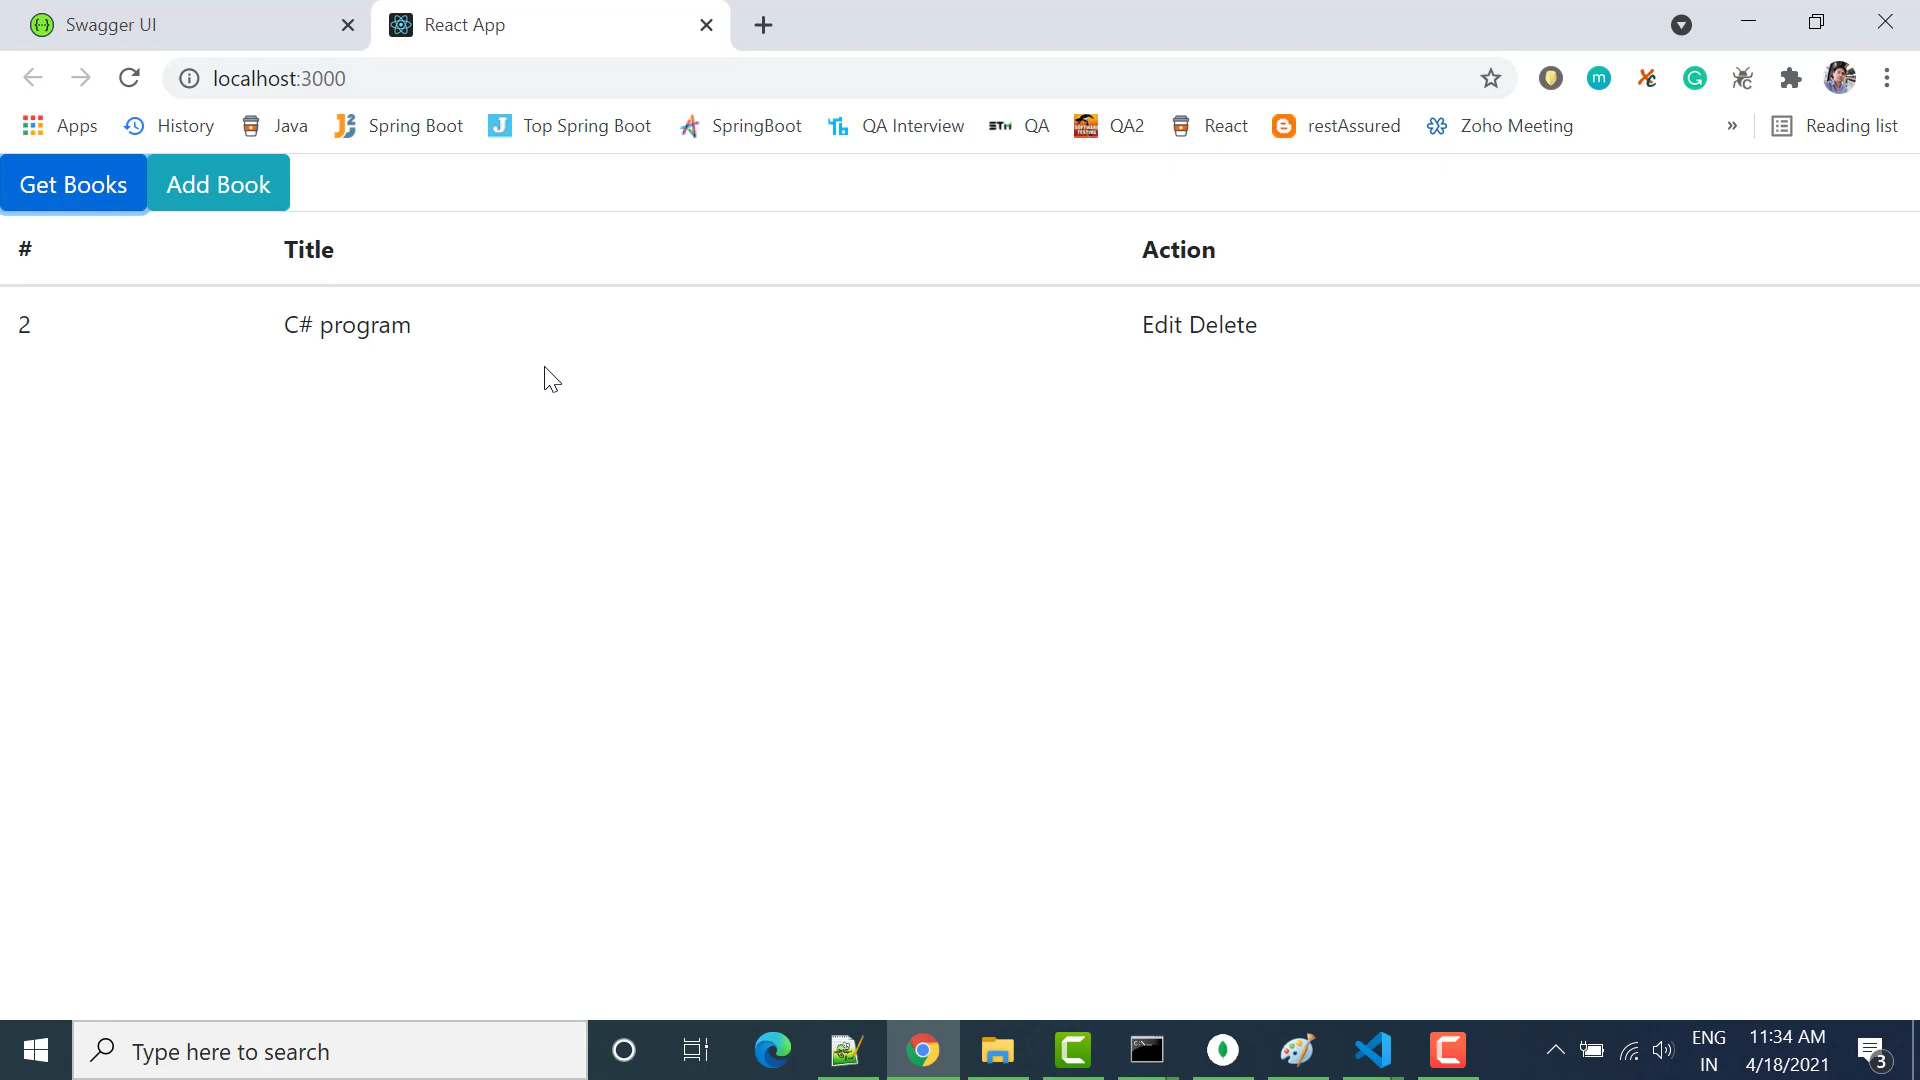 Swagger UI
React App
localhost:3000
Apps History Java Spring Boot Top Spring Boot SpringBoot QA Interview QA QA2 React restAssured Zoho Meeting » Reading list
Get Books Add Book
# Title Action
2 C# program Edit Delete
Type here to search
ENG
IN
11:34 AM
4/18/2021
3